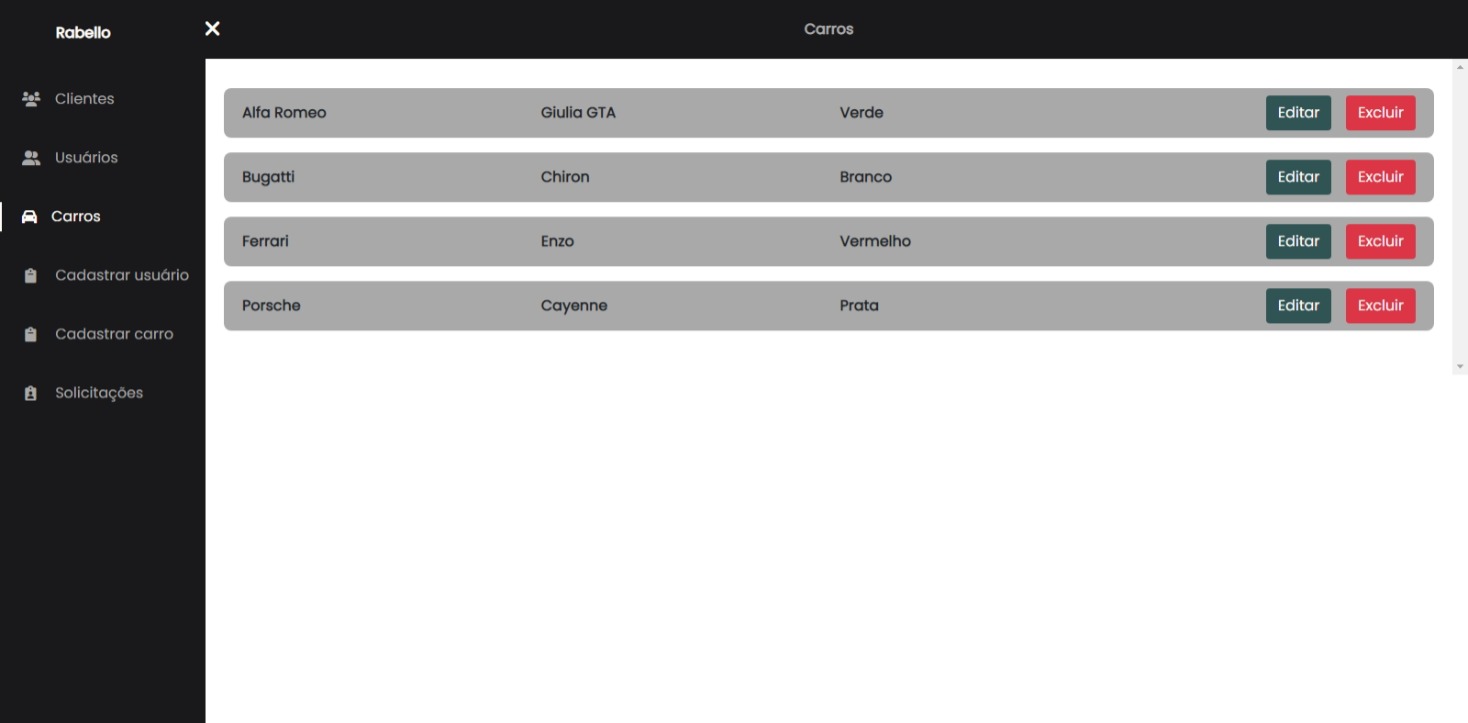 Rabello
Carros
Clientes
Usuários
Carros
Cadastrar usuário
Cadastrar carro
Solicitações
Alfa Romeo Giulia GTA Verde Editar Excluir
Bugatti Chiron Branco Editar Excluir
Ferrari Enzo Vermelho Editar Excluir
Porsche Cayenne Prata Editar Excluir